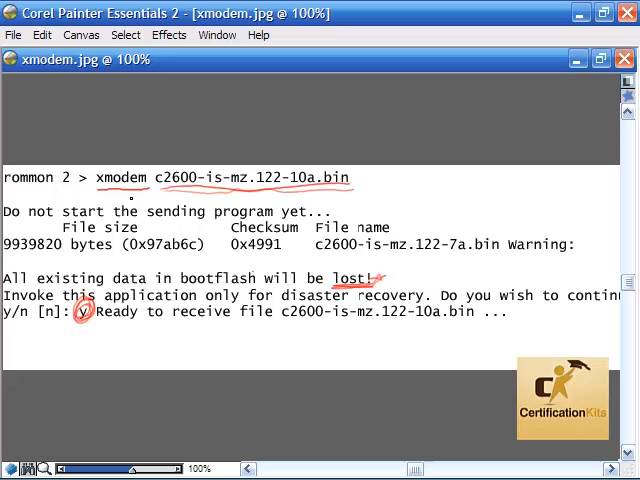 Corel Painter Essentials 2 - [xmodem.jpg @ 100%]
File Edit Canvas Select Effects Window Help
xmodem.jpg @ 100%
rommon 2 > xmodem c2600-is-mz.122-10a.bin
Do not start the sending program yet...
File size Checksum File name
9939820 bytes (0x97ab6c) 0x4991 c2600-is-mz.122-7a.bin Warning:
All existing data in bootflash will be lost!
Invoke this application only for disaster recovery. Do you wish to continu
y/n [n]: y Ready to receive file c2600-is-mz.122-10a.bin ...
CK
CertificationKits
100%